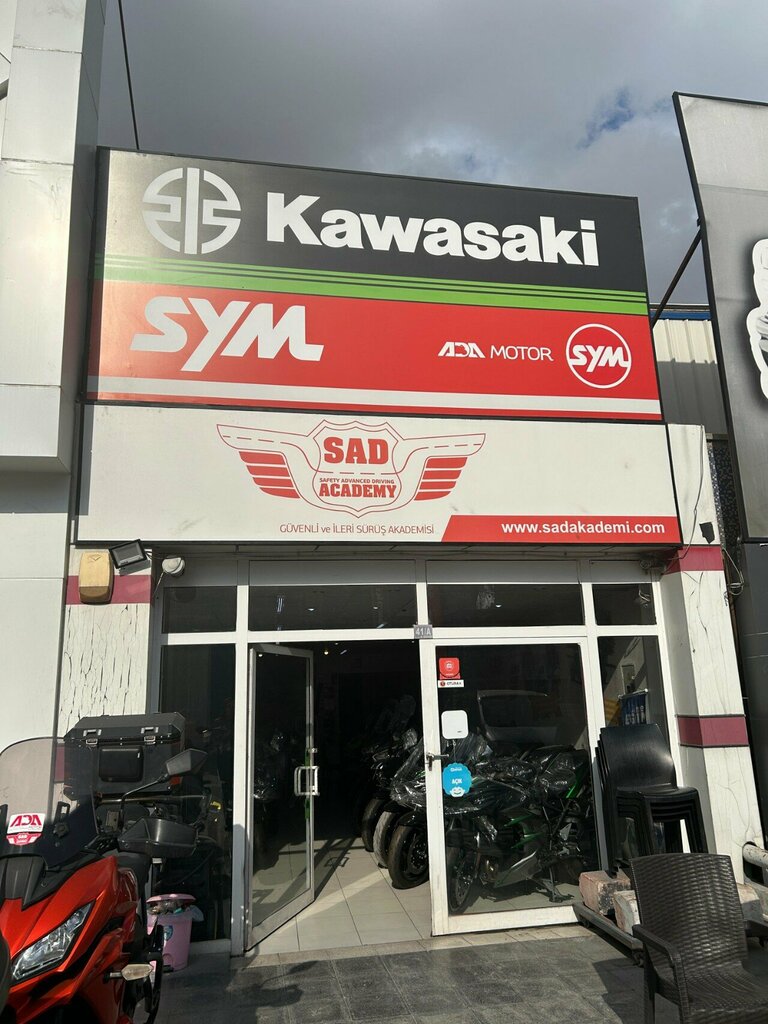 Kawasaki
SYM
ADA MOTOR
SYM
SAD
SAFETY ADVANCED DRIVING
ACADEMY
GÜVENLİ ve İLERİ SÜRÜŞ AKADEMİSİ
www.sadakademi.com
41/A
AÇIK
ADA